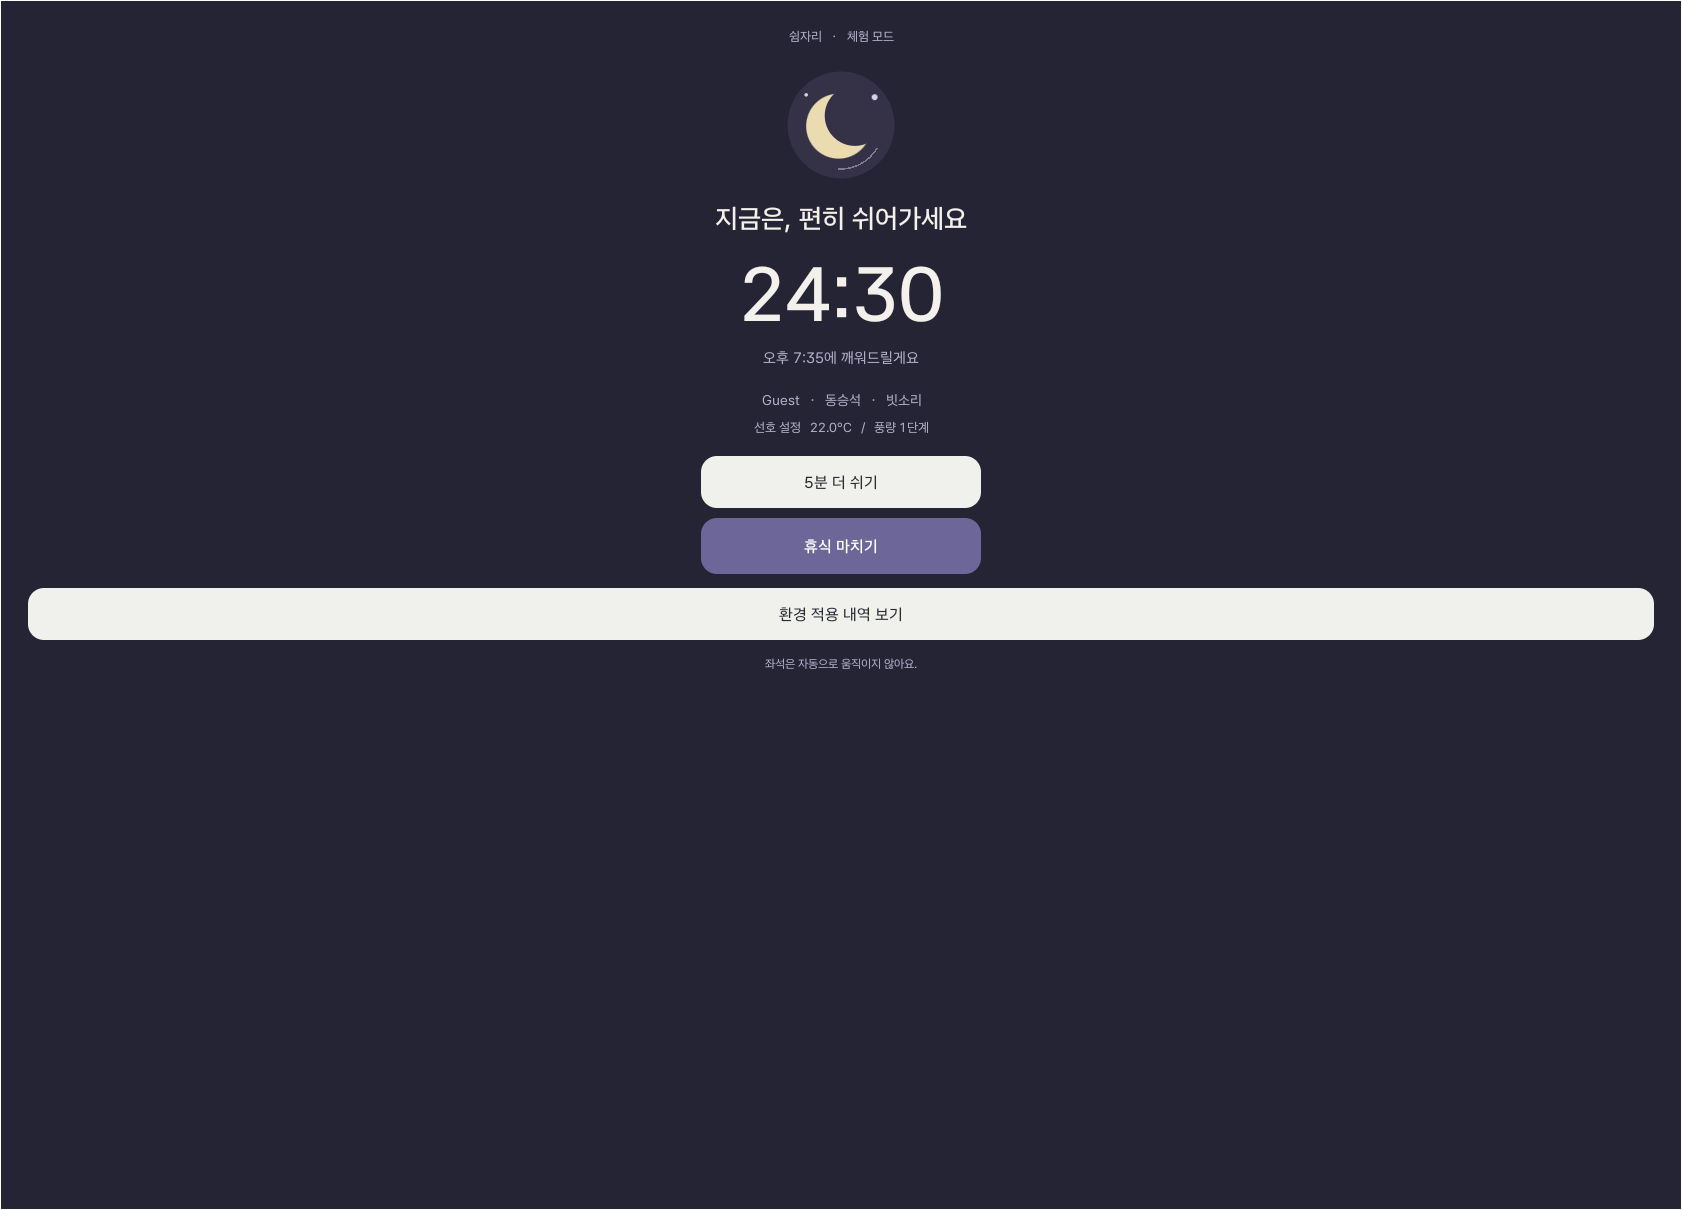 쉼자리 · 체험 모드
지금은, 편히 쉬어가세요
24:30
오후 7:35에 깨워드릴게요
Guest · 동승석 · 빗소리
선호 설정 22.0°C / 풍량 1단계
5분 더 쉬기
휴식 마치기
환경 적용 내역 보기
좌석은 자동으로 움직이지 않아요.